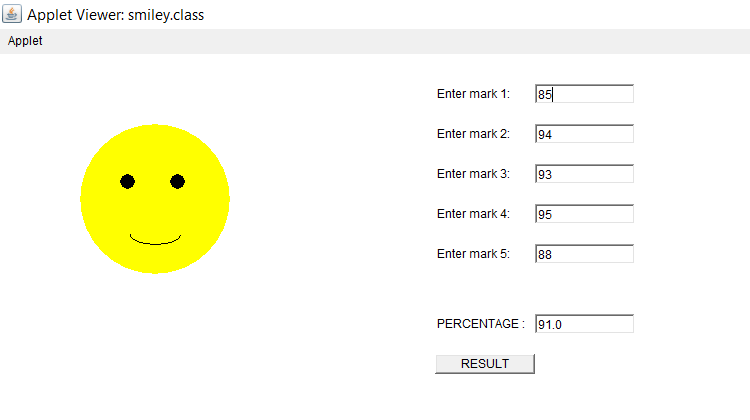 Applet Viewer: smiley.class
Applet
Enter mark 1: 85
Enter mark 2: 94
Enter mark 3: 93
Enter mark 4: 95
Enter mark 5: 88
PERCENTAGE : 91.0
RESULT